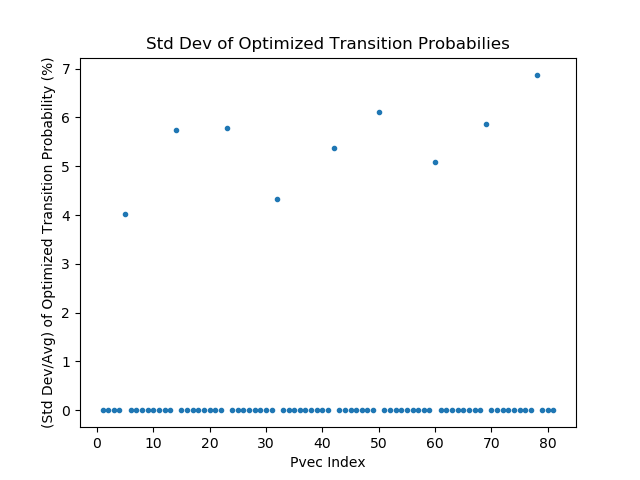 Std Dev of Optimized Transition Probabilies
(Std Dev/Avg) of Optimized Transition Probability (%)
7
6
5
4
3
2
1
0
0 10 20 30 40 50 60 70 80
Pvec Index